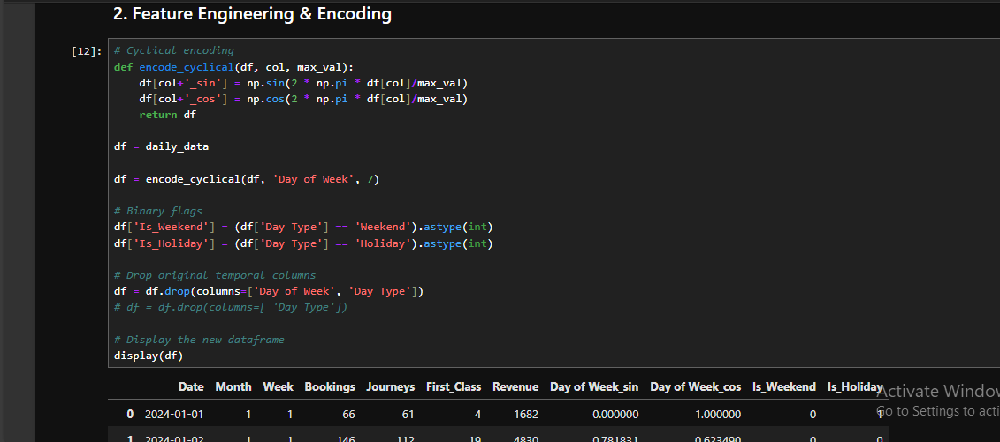 2. Feature Engineering & Encoding
[12]:
# Cyclical encoding
def encode_cyclical(df, col, max_val):
    df[col+'_sin'] = np.sin(2 * np.pi * df[col]/max_val)
    df[col+'_cos'] = np.cos(2 * np.pi * df[col]/max_val)
    return df
df = daily_data
df = encode_cyclical(df, 'Day of Week', 7)
# Binary flags
df['Is_Weekend'] = (df['Day Type'] == 'Weekend').astype(int)
df['Is_Holiday'] = (df['Day Type'] == 'Holiday').astype(int)
# Drop original temporal columns
df = df.drop(columns=['Day of Week', 'Day Type'])
# df = df.drop(columns=[ 'Day Type'])
# Display the new dataframe
display(df)
Date Month Week Bookings Journeys First_Class Revenue Day of Week_sin Day of Week_cos Is_Weekend Is_Holiday
0 2024-01-01 1 1 66 61 4 1682 0.000000 1.000000 0 1
1 2024-01-02 1 1 146 112 19 4830 0.781831 0.623490 0 0
Activate Window
Go to Settings to acti